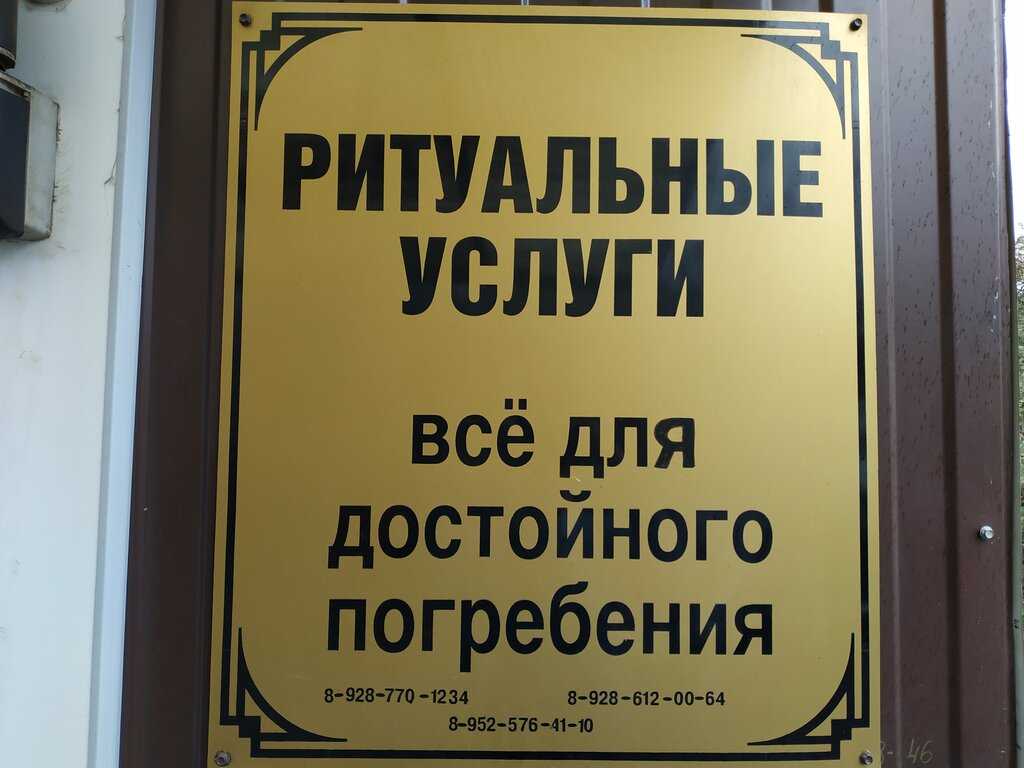 РИТУАЛЬНЫЕ
УСЛУГИ
всё для
достойного
погребения
8-928-770-1234 8-928-612-00-64
8-952-576-41-10